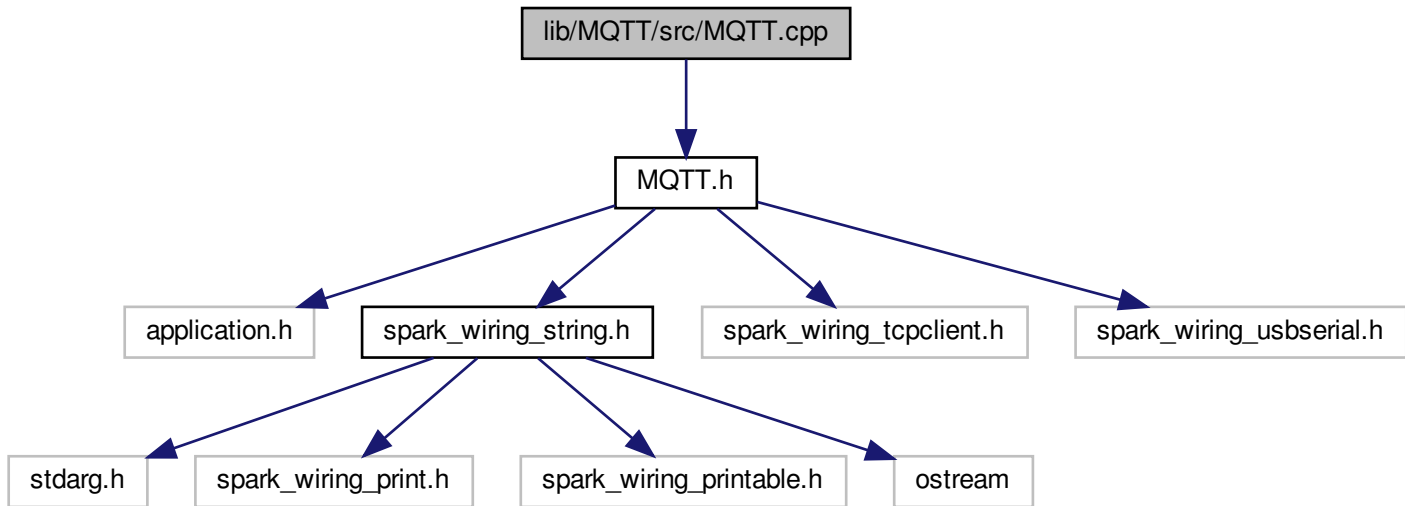 lib/MQTT/src/MQTT.cpp
MQTT.h
application.h
spark_wiring_string.h
spark_wiring_tcpclient.h
spark_wiring_usbserial.h
stdarg.h
spark_wiring_print.h
spark_wiring_printable.h
ostream